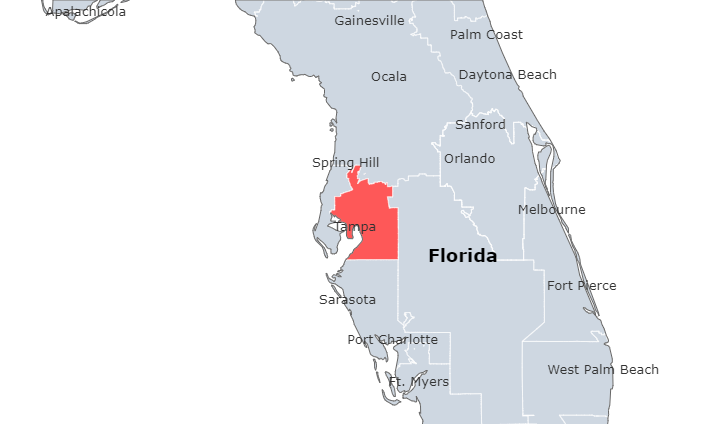 Apalachicola
Gainesville
Palm Coast
Ocala
Daytona Beach
Sanford
Spring Hill
Orlando
Melbourne
Tampa
Florida
Fort Pierce
Sarasota
Port Charlotte
West Palm Beach
Ft. Myers